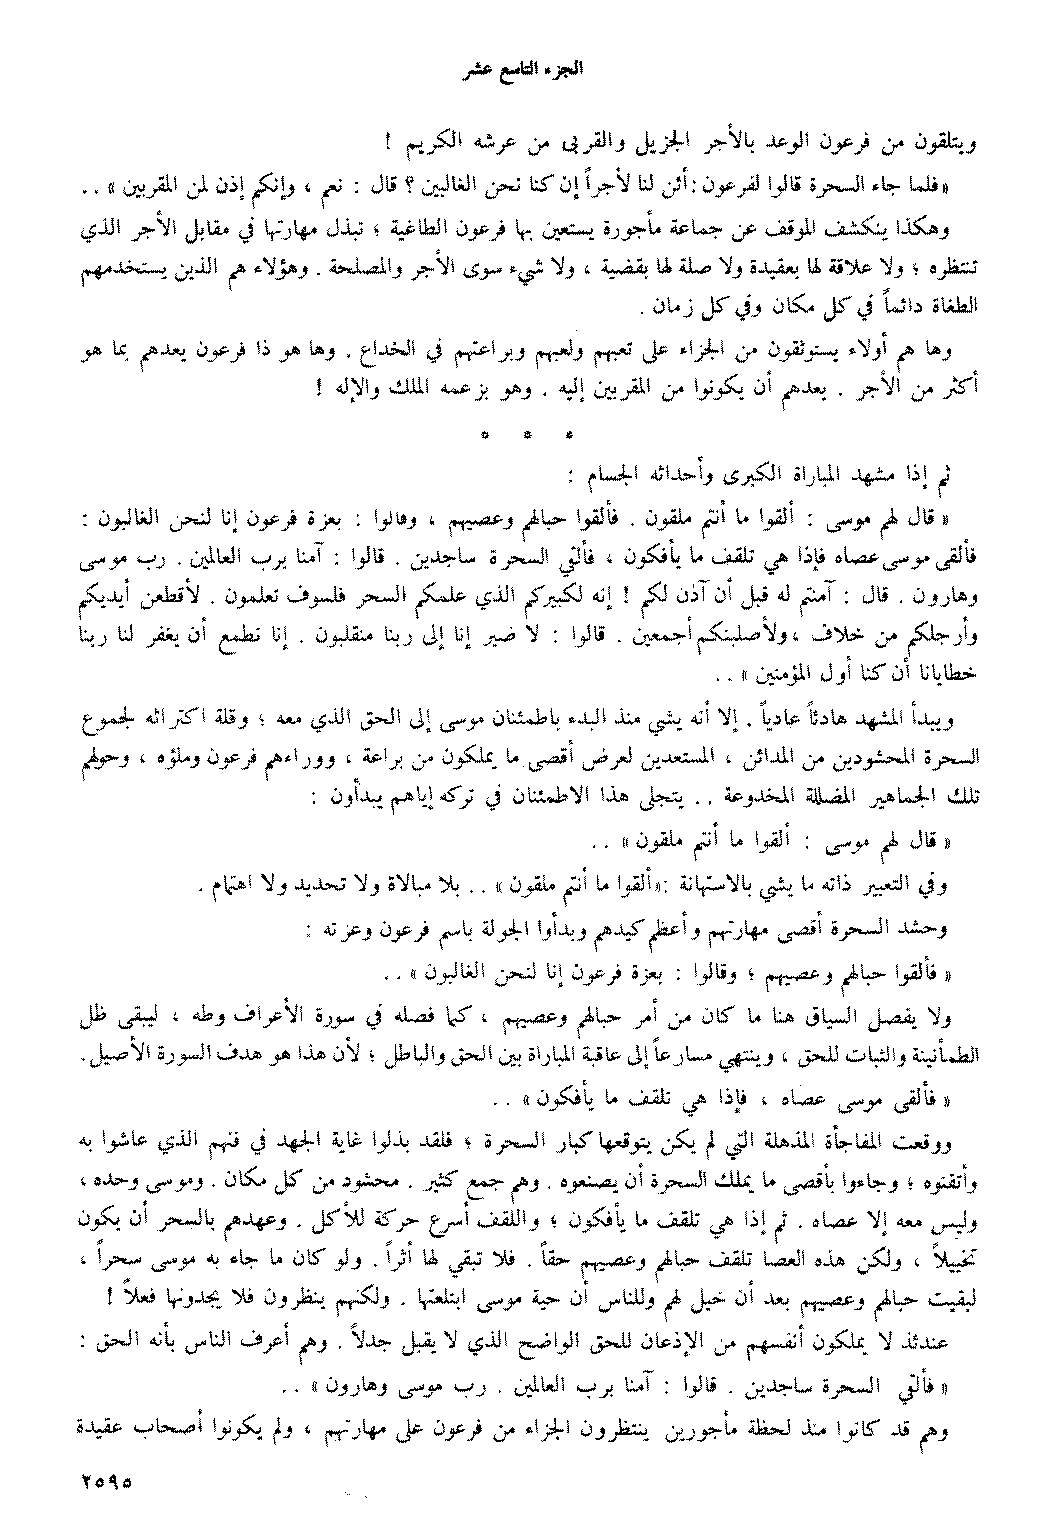 الجزء التاسع عشر
ويتلقون من فرعون الوعد بالأجر الجزيل والقربى من عرشه الكريم !
« فلما جاء السحرة قالوا لفرعون : أئن لنا لأجراً إن كنا نحن الغالبين ؟ قال : نعم ، وإنكم إذن لمن المقربين » . .
وهكذا ينكشف الموقف عن جماعة مأجورة يستعين بها فرعون الطاغية ؛ تبذل مهارتها في مقابل الأجر الذي
تنتظره ؛ ولا علاقة لها بعقيدة ولا صلة لها بقضية ، ولا شيء سوى الأجر والمصلحة . وهؤلاء هم الذين يستخدمهم
الطغاة دائماً في كل مكان وفي كل زمان .
وها هم أولاء يستوثقون من الجزاء على تعبهم ولعبهم وبراعتهم في الخداع . وها هو ذا فرعون يعدهم بما هو
أكثر من الأجر . يعدهم أن يكونوا من المقربين إليه . وهو بزعمه الملك والإله !
* * *
ثم إذا مشهد المباراة الكبرى وأحداثه الجسام :
« قال لهم موسى : ألقوا ما أنتم ملقون . فألقوا حبالهم وعصيهم ، وقالوا : بعزة فرعون إنا لنحن الغالبون :
فألقى موسى عصاه فإذا هي تلقف ما يأفكون ، فألقي السحرة ساجدين . قالوا : آمنا برب العالمين . رب موسى
وهارون . قال : آمنتم له قبل أن آذن لكم ! إنه لكبيركم الذي علمكم السحر فلسوف تعلمون . لأقطعن أيديكم
وأرجلكم من خلاف ، ولأصلبنكم أجمعين . قالوا : لا ضير إنا إلى ربنا منقلبون . إنا نطمع أن يغفر لنا ربنا
خطايانا أن كنا أول المؤمنين » . .
ويبدأ المشهد هادئاً عادياً . إلا أنه يشي منذ البدء باطمئنان موسى إلى الحق الذي معه ؛ وقلة اكتراثه لجموع
السحرة المحشودين من المدائن ، المستعدين لعرض أقصى ما يملكون من براعة ، ووراءهم فرعون وملؤه ، وحولهم
تلك الجماهير المضللة المخدوعة . . يتجلى هذا الاطمئنان في تركه إياهم يبدأون :
« قال لهم موسى : ألقوا ما أنتم ملقون » . .
وفي التعبير ذاته ما يشي بالاستهانة : « ألقوا ما أنتم ملقون » . . بلا مبالاة ولا تحديد ولا اهتمام .
وحشد السحرة أقصى مهارتهم وأعظم كيدهم وبدأوا الجولة باسم فرعون وعزته :
« فألقوا حبالهم وعصيهم ؛ وقالوا : بعزة فرعون إنا لنحن الغالبون » . .
ولا يفصل السياق هنا ما كان من أمر حبالهم وعصيهم ، كما فصله في سورة الأعراف وطه ، ليبقى ظل
الطمأنينة والثبات للحق ، وينتهي مسارعاً إلى عاقبة المباراة بين الحق والباطل ؛ لأن هذا هو هدف السورة الأصيل.
« فألقى موسى عصاه ، فإذا هي تلقف ما يأفكون » . .
ووقعت المفاجأة المذهلة التي لم يكن يتوقعها كبار السحرة ؛ فلقد بذلوا غاية الجهد في فنهم الذي عاشوا به
وأتقنوه ؛ وجاءوا بأقصى ما يملك السحرة أن يصنعوه . وهم جمع كثير . محشود من كل مكان . وموسى وحده ،
وليس معه إلا عصاه . ثم إذا هي تلقف ما يأفكون ؛ واللقف أسرع حركة للأكل . وعهدهم بالسحر أن يكون
تخييلاً ، ولكن هذه العصا تلقف حبالهم وعصيهم حقاً . فلا تبقي لها أثراً . ولو كان ما جاء به موسى سحراً ،
لبقيت حبالهم وعصيهم بعد أن خيل لهم وللناس أن حية موسى ابتلعتها . ولكنهم ينظرون فلا يجدونها فعلاً !
عندئذ لا يملكون أنفسهم من الإذعان للحق الواضح الذي لا يقبل جدلاً . وهم أعرف الناس بأنه الحق :
« فألقي السحرة ساجدين . قالوا : آمنا برب العالمين . رب موسى وهارون » . .
وهم قد كانوا منذ لحظة مأجورين ينتظرون الجزاء من فرعون على مهارتهم ، ولم يكونوا أصحاب عقيدة
٢٥٩٥